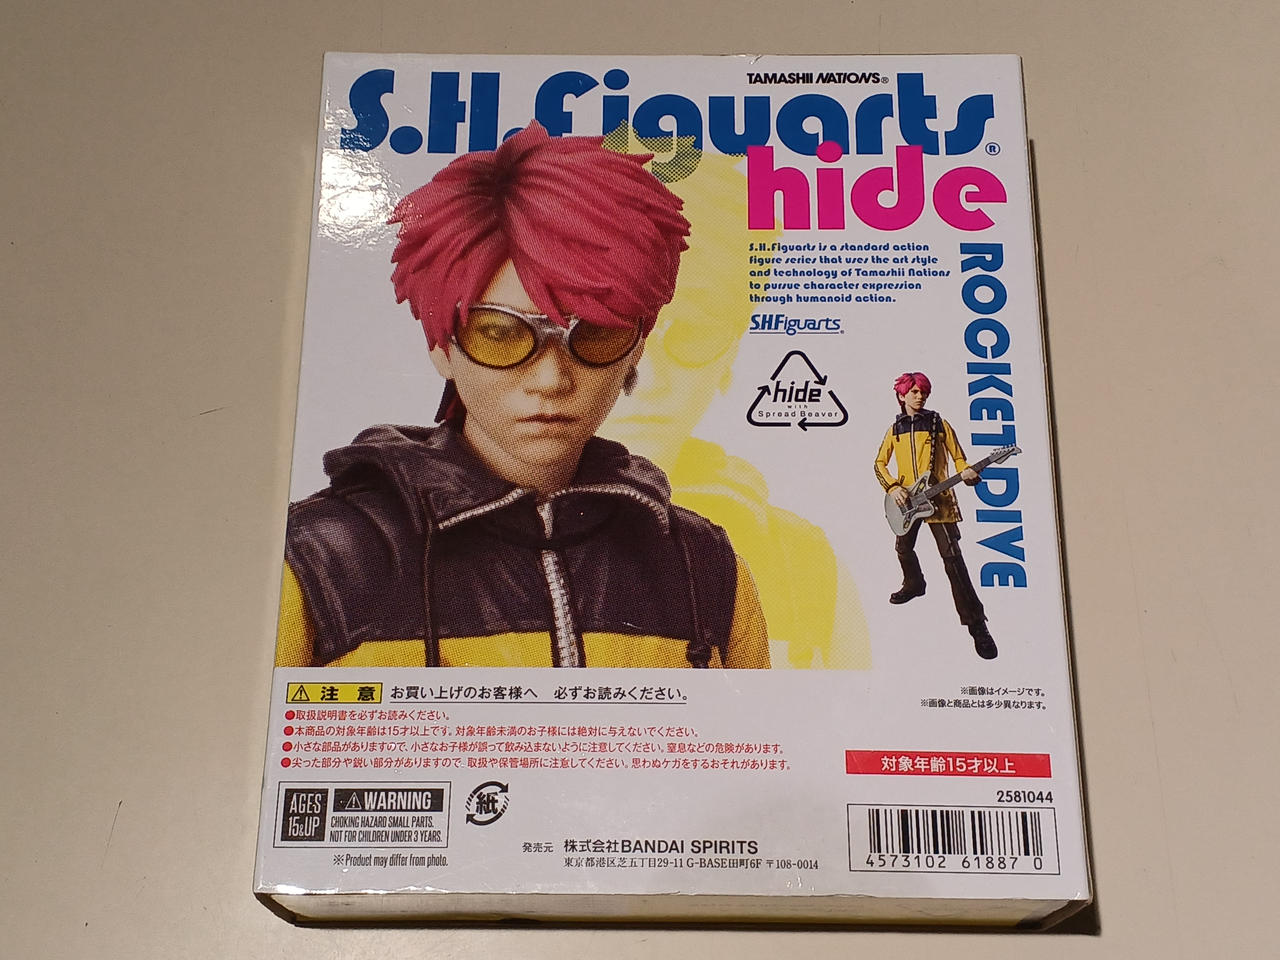 TAMASHII NATIONS®
S.H.Figuarts®
hide
ROCKET DIVE
S.H.Figuarts is a standard action
figure series that uses the art style
and technology of Tamashii Nations
to pursue character expression
through humanoid action.
S.H.Figuarts®
hide
with
Spread Beaver
※画像はイメージです。
※画像と商品とは多少異なります。
⚠注意 お買い上げのお客様へ 必ずお読みください。
●取扱説明書を必ずお読みください。
●本商品の対象年齢は15才以上です。対象年齢未満のお子様には絶対に与えないでください。
●小さな部品がありますので、小さなお子様が誤って飲み込まないように注意してください。窒息などの危険があります。
●尖った部分や鋭い部分がありますので、取扱や保管場所に注意してください。思わぬケガをするおそれがあります。
対象年齢15才以上
2581044
AGES
15&UP
⚠WARNING
CHOKING HAZARD SMALL PARTS.
NOT FOR CHILDREN UNDER 3 YEARS.
※Product may differ from photo.
紙
発売元 株式会社BANDAI SPIRITS
東京都港区芝五丁目29-11 G-BASE田町6F 〒108-0014
4573102 61887 0